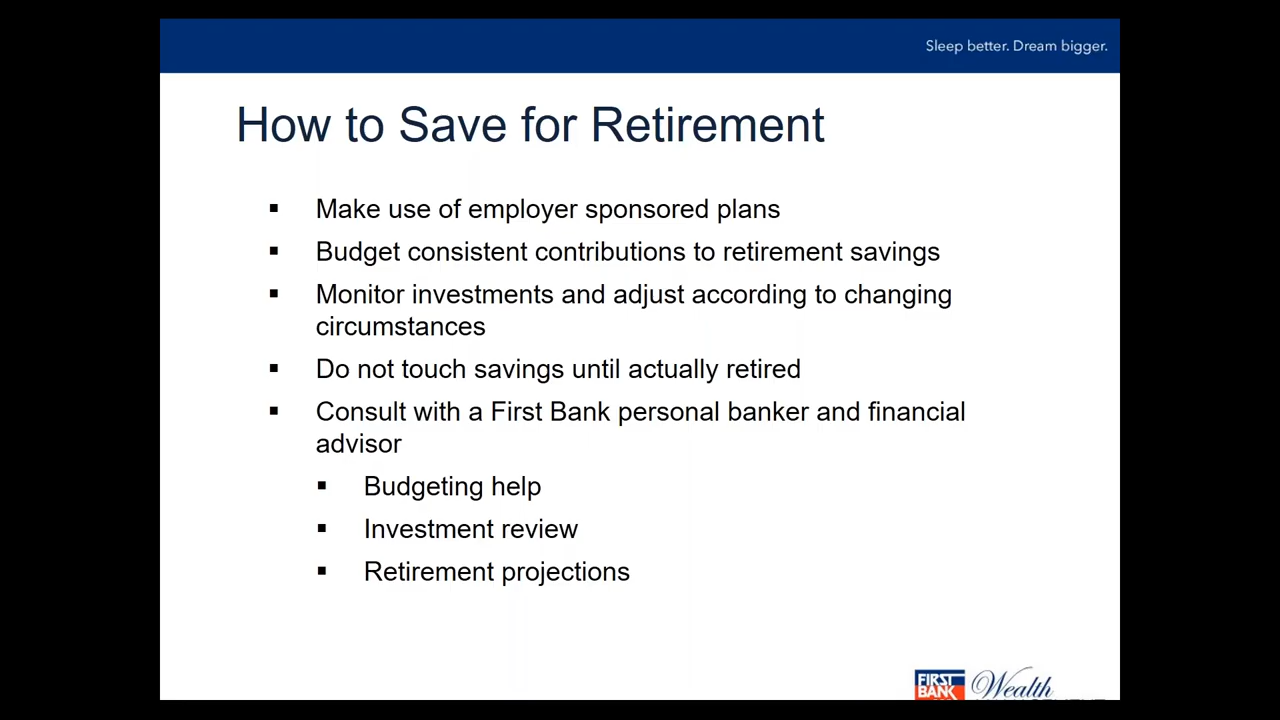 Sleep better. Dream bigger.
How to Save for Retirement
▪ Make use of employer sponsored plans
▪ Budget consistent contributions to retirement savings
▪ Monitor investments and adjust according to changing
circumstances
▪ Do not touch savings until actually retired
▪ Consult with a First Bank personal banker and financial
advisor
▪ Budgeting help
▪ Investment review
▪ Retirement projections
FIRST
BANK
Wealth